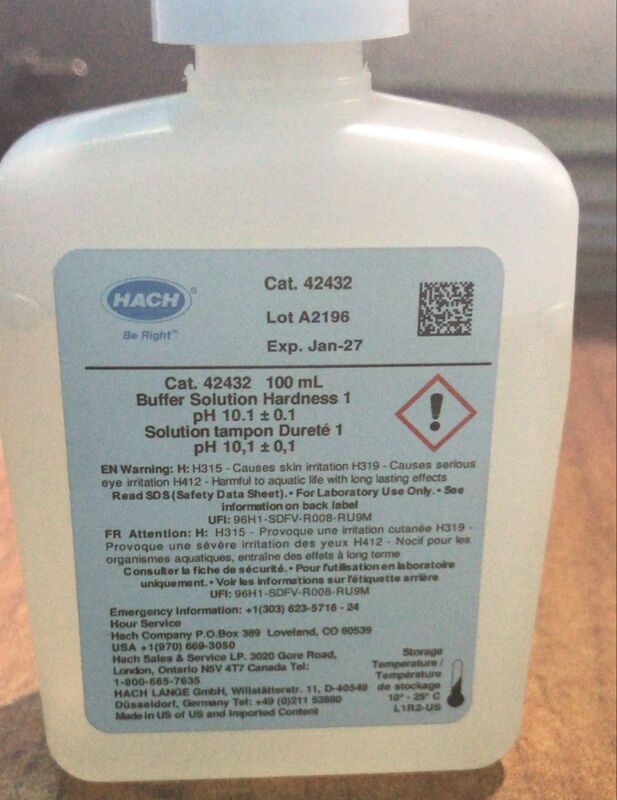 HACH®
Be Right™
Cat. 42432
Lot A2196
Exp. Jan-27
Cat. 42432 100 mL
Buffer Solution Hardness 1
pH 10.1 ± 0.1
Solution tampon Dureté 1
pH 10,1 ± 0,1
EN Warning: H: H315 - Causes skin irritation H319 - Causes serious
eye irritation H412 - Harmful to aquatic life with long lasting effects
Read SDS (Safety Data Sheet). • For Laboratory Use Only. • See
information on back label
UFI: 96H1-SDFV-R008-RU9M
FR Attention: H: H315 - Provoque une irritation cutanée H319 -
Provoque une sévère irritation des yeux H412 - Nocif pour les
organismes aquatiques, entraîne des effets à long terme
Consulter la fiche de sécurité. • Pour l'utilisation en laboratoire
uniquement. • Voir les informations sur l'étiquette arrière
UFI: 96H1-SDFV-R008-RU9M
Emergency Information: +1(303) 623-5716 - 24
Hour Service
Hach Company P.O.Box 389 Loveland, CO 80539
USA +1(970) 669-3050
Hach Sales & Service LP. 3020 Gore Road,
London, Ontario N5V 4T7 Canada Tel:
1-800-665-7635
HACH LANGE GmbH, Willstätterstr. 11, D-40549
Düsseldorf, Germany Tel: +49 (0)211 52880
Made in US of US and Imported Content
Storage
Temperature /
Température
de stockage
10° - 25° C
L1R2-US